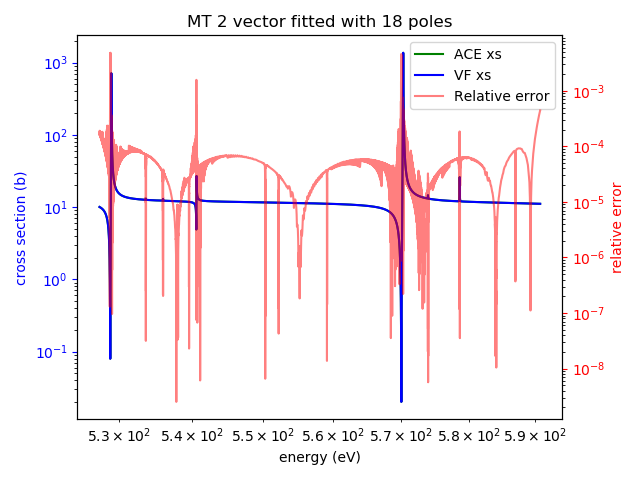 MT 2 vector fitted with 18 poles
ACE xs
VF xs
Relative error
cross section (b)
10³
10²
10¹
10⁰
10⁻¹
relative error
10⁻³
10⁻⁴
10⁻⁵
10⁻⁶
10⁻⁷
10⁻⁸
5.3 × 10² 5.4 × 10² 5.5 × 10² 5.6 × 10² 5.7 × 10² 5.8 × 10² 5.9 × 10²
energy (eV)